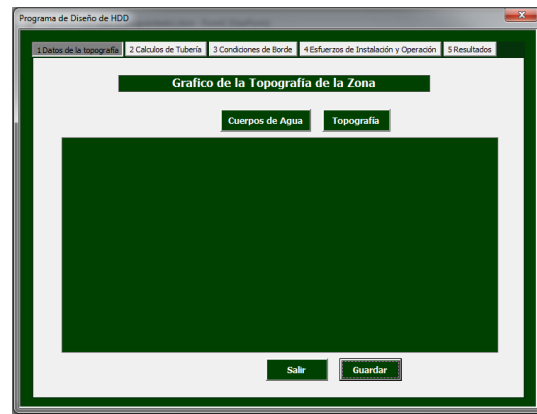 Programa de Diseño de HDD
1 Datos de la topografía 2 Calculos de Tubería 3 Condiciones de Borde 4 Esfuerzos de Instalación y Operación 5 Resultados
Grafico de la Topografía de la Zona
Cuerpos de Agua Topografía
Salir Guardar